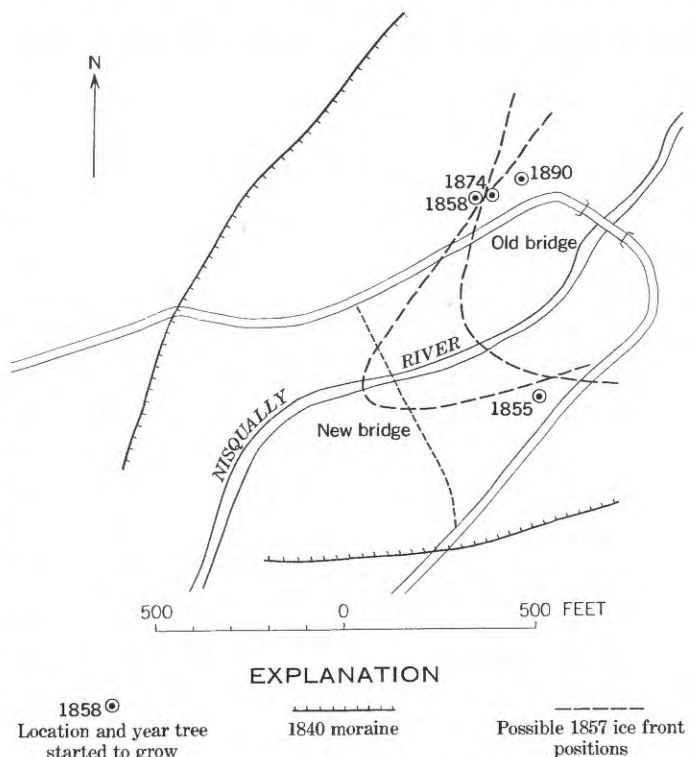 N
1874
1858
1890
Old bridge
NISQUALLY RIVER
1855
New bridge
500 0 500 FEET
EXPLANATION
1858
Location and year tree
started to grow
1840 moraine
Possible 1857 ice front
positions